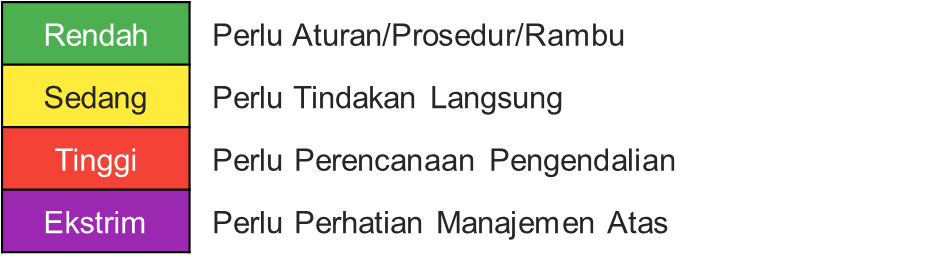 Rendah Perlu Aturan/Prosedur/Rambu
Sedang Perlu Tindakan Langsung
Tinggi Perlu Perencanaan Pengendalian
Ekstrim Perlu Perhatian Manajemen Atas